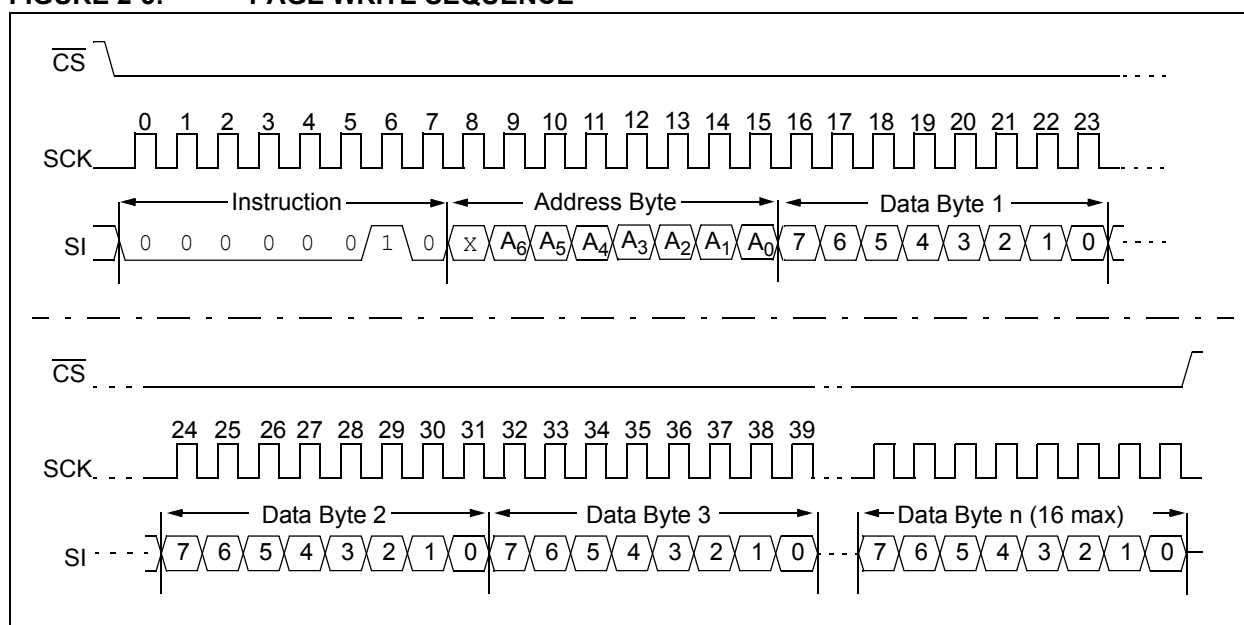 FIGURE 2-3: PAGE WRITE SEQUENCE
CS
0 1 2 3 4 5 6 7 8 9 10 11 12 13 14 15 16 17 18 19 20 21 22 23
SCK
Instruction Address Byte Data Byte 1
SI 0 0 0 0 0 0 1 0 x A6 A5 A4 A3 A2 A1 A0 7 6 5 4 3 2 1 0
CS
24 25 26 27 28 29 30 31 32 33 34 35 36 37 38 39
SCK
Data Byte 2 Data Byte 3 Data Byte n (16 max)
SI 7 6 5 4 3 2 1 0 7 6 5 4 3 2 1 0 7 6 5 4 3 2 1 0